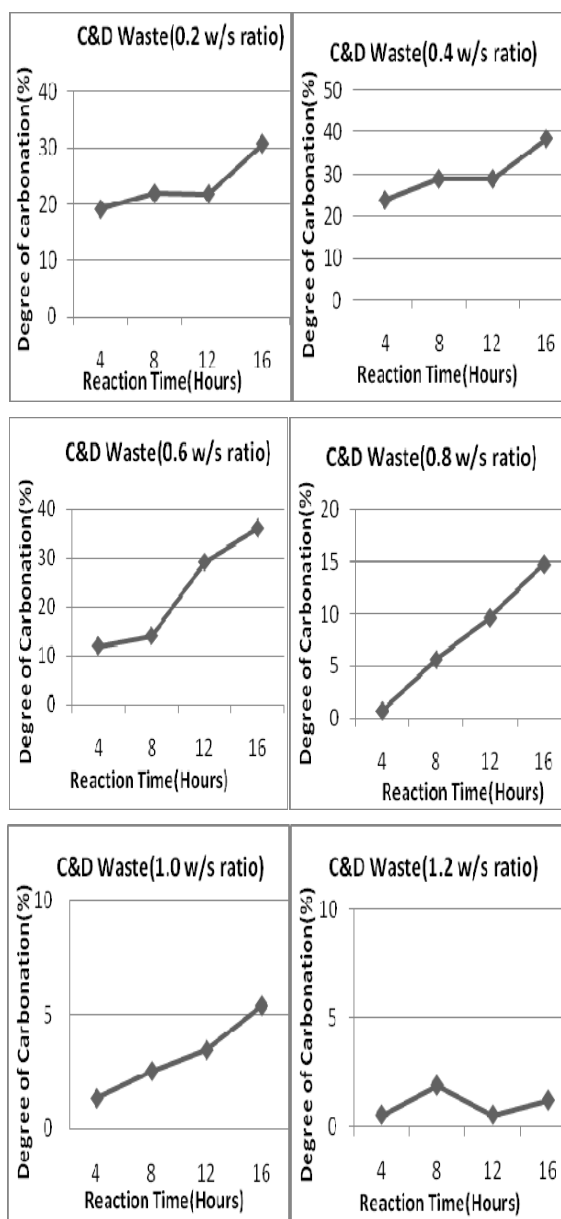 C&D Waste(0.2 w/s ratio)
Degree of carbonation(%)
40
30
20
10
0
4 8 12 16
Reaction Time(Hours)
C&D Waste(0.4 w/s ratio)
Degree of Carbonation(%)
50
40
30
20
10
0
4 8 12 16
Reaction Time(Hours)
C&D Waste(0.6 w/s ratio)
Degree of Carbonation(%)
40
30
20
10
0
4 8 12 16
Reaction Time(Hours)
C&D Waste(0.8 w/s ratio)
Degree of Carbonation(%)
20
15
10
5
0
4 8 12 16
Reaction Time(Hours)
C&D Waste(1.0 w/s ratio)
Degree of Carbonation(%)
10
5
0
4 8 12 16
Reaction Time(Hours)
C&D Waste(1.2 w/s ratio)
Degree of Carbonation(%)
10
5
0
4 8 12 16
Reaction Time(Hours)